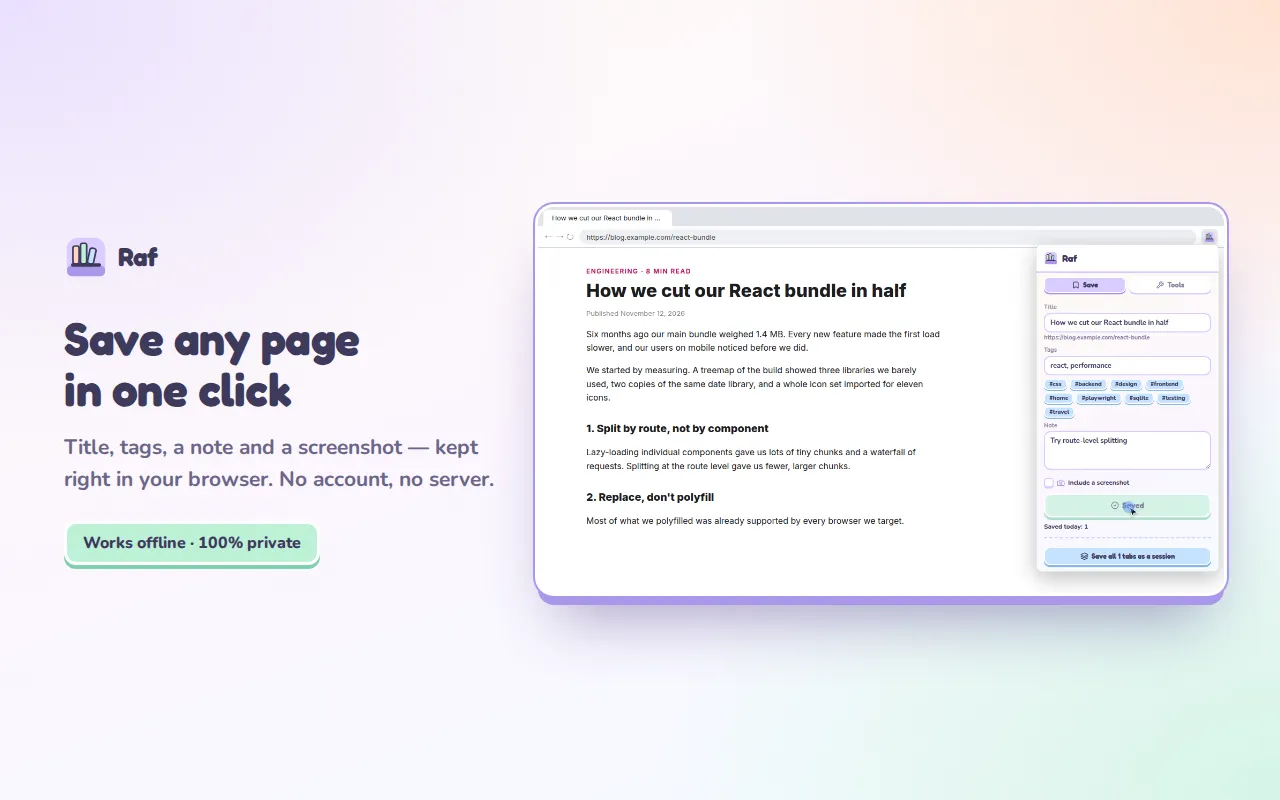 Raf
Save any page
in one click
Title, tags, a note and a screenshot — kept
right in your browser. No account, no server.
Works offline · 100% private
How we cut our React bundle in ...
https://blog.example.com/react-bundle
ENGINEERING · 8 MIN READ
How we cut our React bundle in half
Published November 12, 2026
Six months ago our main bundle weighed 1.4 MB. Every new feature made the first load
slower, and our users on mobile noticed before we did.
We started by measuring. A treemap of the build showed three libraries we barely
used, two copies of the same date library, and a whole icon set imported for eleven
icons.
1. Split by route, not by component
Lazy-loading individual components gave us lots of tiny chunks and a waterfall of
requests. Splitting at the route level gave us fewer, larger chunks.
2. Replace, don't polyfill
Most of what we polyfilled was already supported by every browser we target.
Raf
Save
Tools
Title
How we cut our React bundle in half
https://blog.example.com/react-bundle
Tags
react, performance
#css #backend #design #frontend
#home #playwright #sqlite #testing
#travel
Note
Try route-level splitting
Include a screenshot
Saved
Saved today: 1
Save all 1 tabs as a session